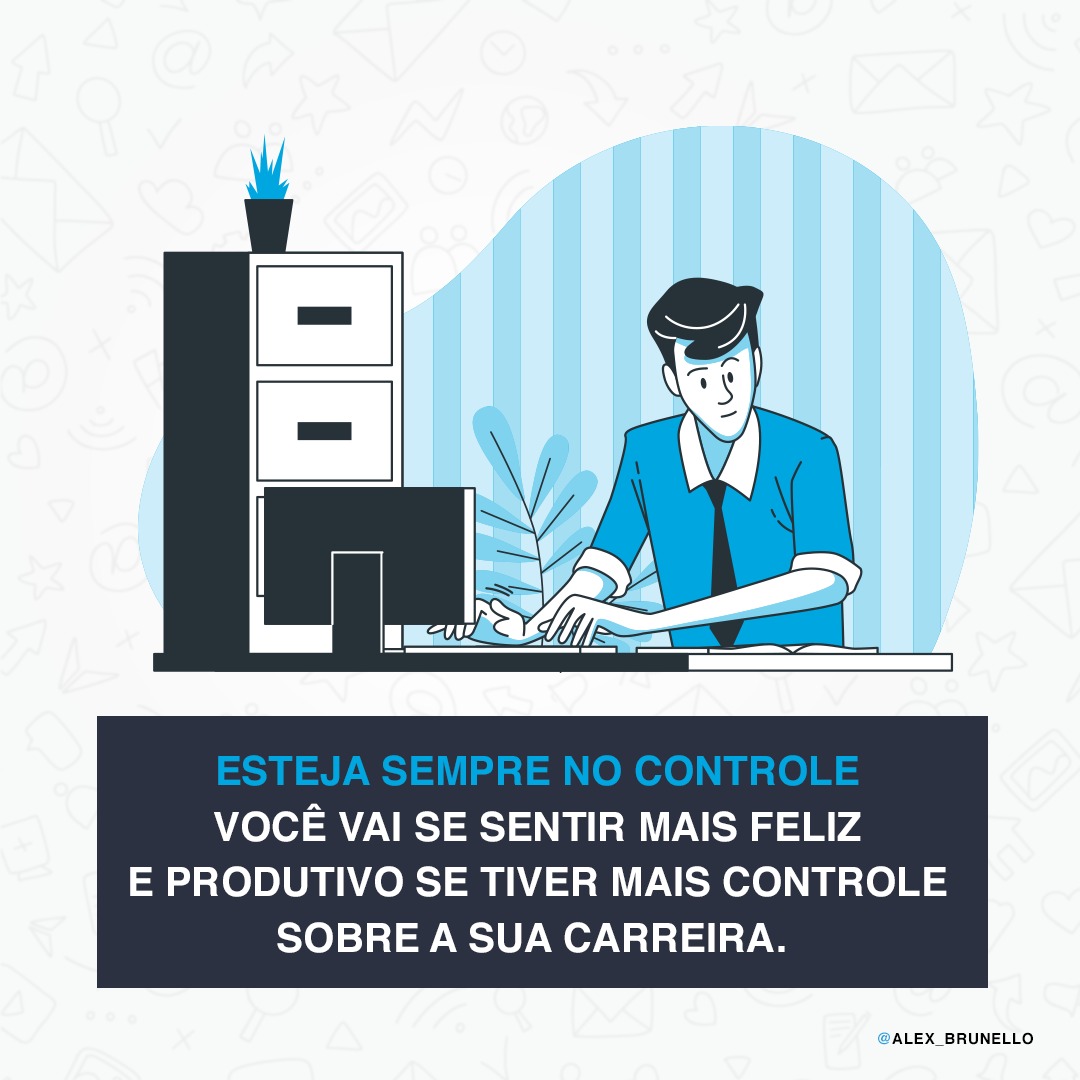 ESTEJA SEMPRE NO CONTROLE
VOCÊ VAI SE SENTIR MAIS FELIZ
E PRODUTIVO SE TIVER MAIS CONTROLE
SOBRE A SUA CARREIRA.
@ALEX_BRUNELLO